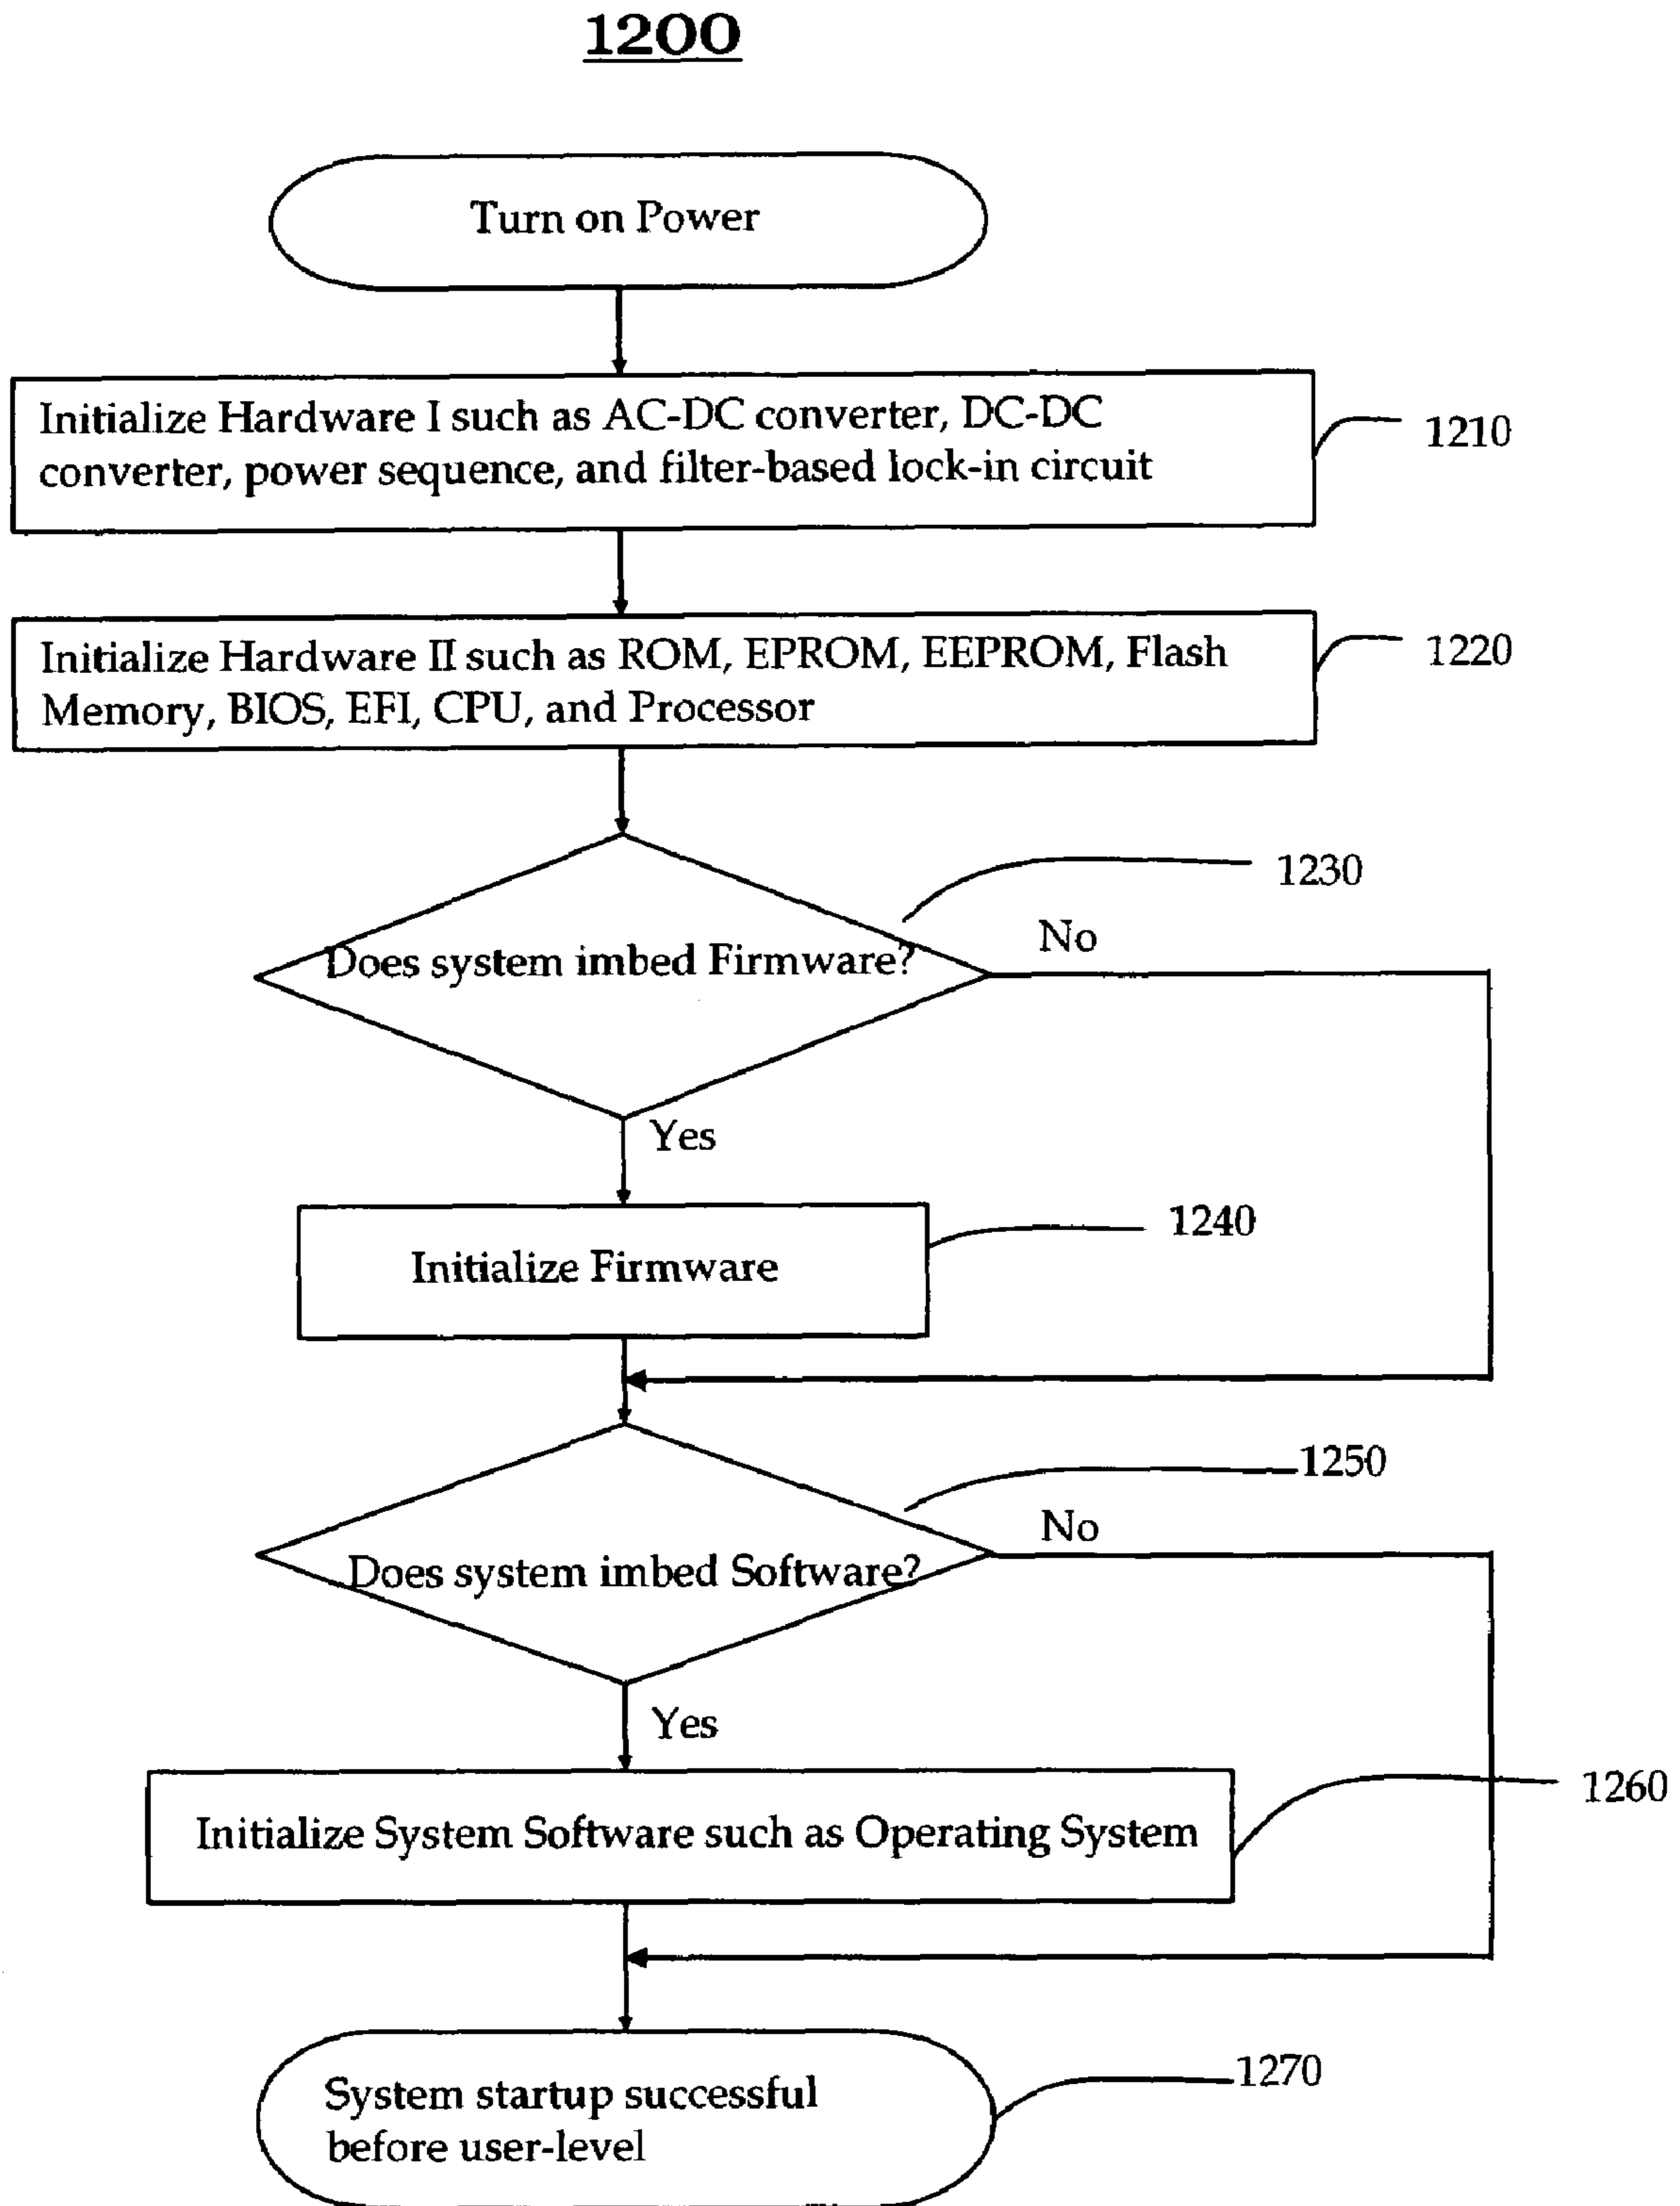 1200
Turn on Power
Initialize Hardware I such as AC-DC converter, DC-DC
converter, power sequence, and filter-based lock-in circuit
1210
Initialize Hardware II such as ROM, EPROM, EEPROM, Flash
Memory, BIOS, EFI, CPU, and Processor
1220
1230
Does system imbed Firmware?
No
Yes
1240
Initialize Firmware
1250
No
Does system imbed Software?
Yes
1260
Initialize System Software such as Operating System
1270
System startup successful
before user-level